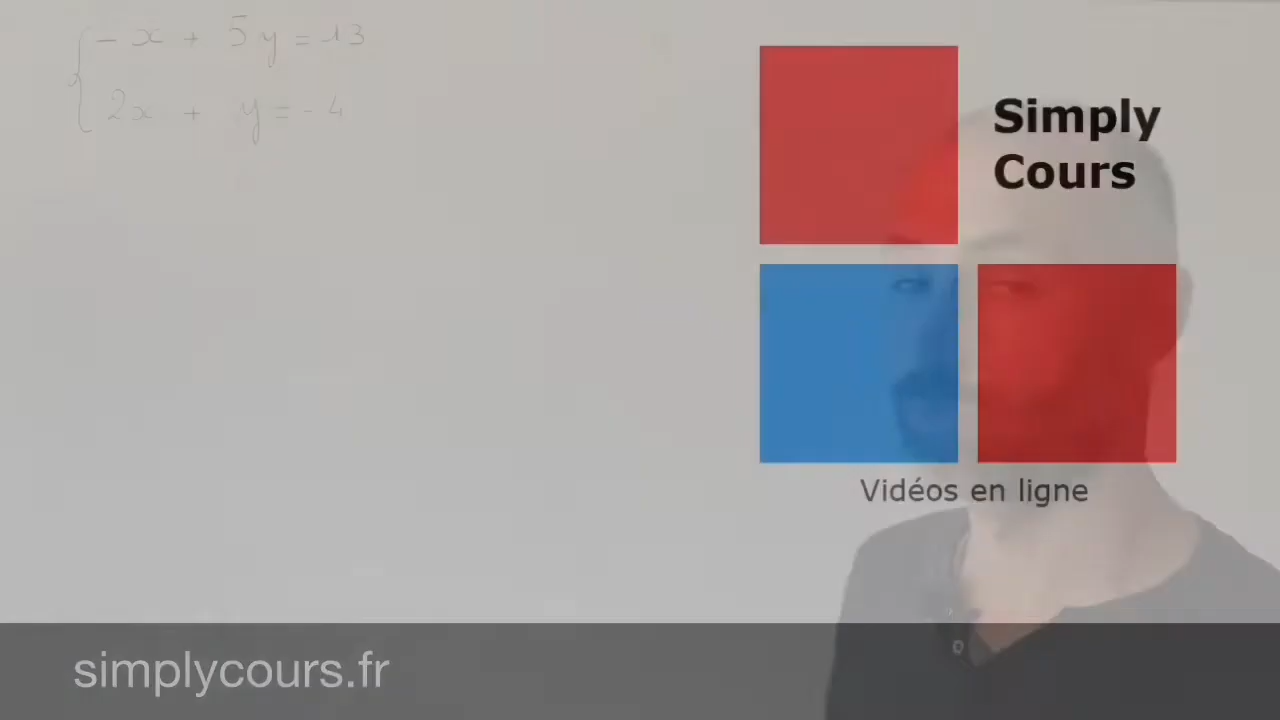 - x + 5y = 13
2x + y = -4
Simply
Cours
Vidéos en ligne
simplycours.fr